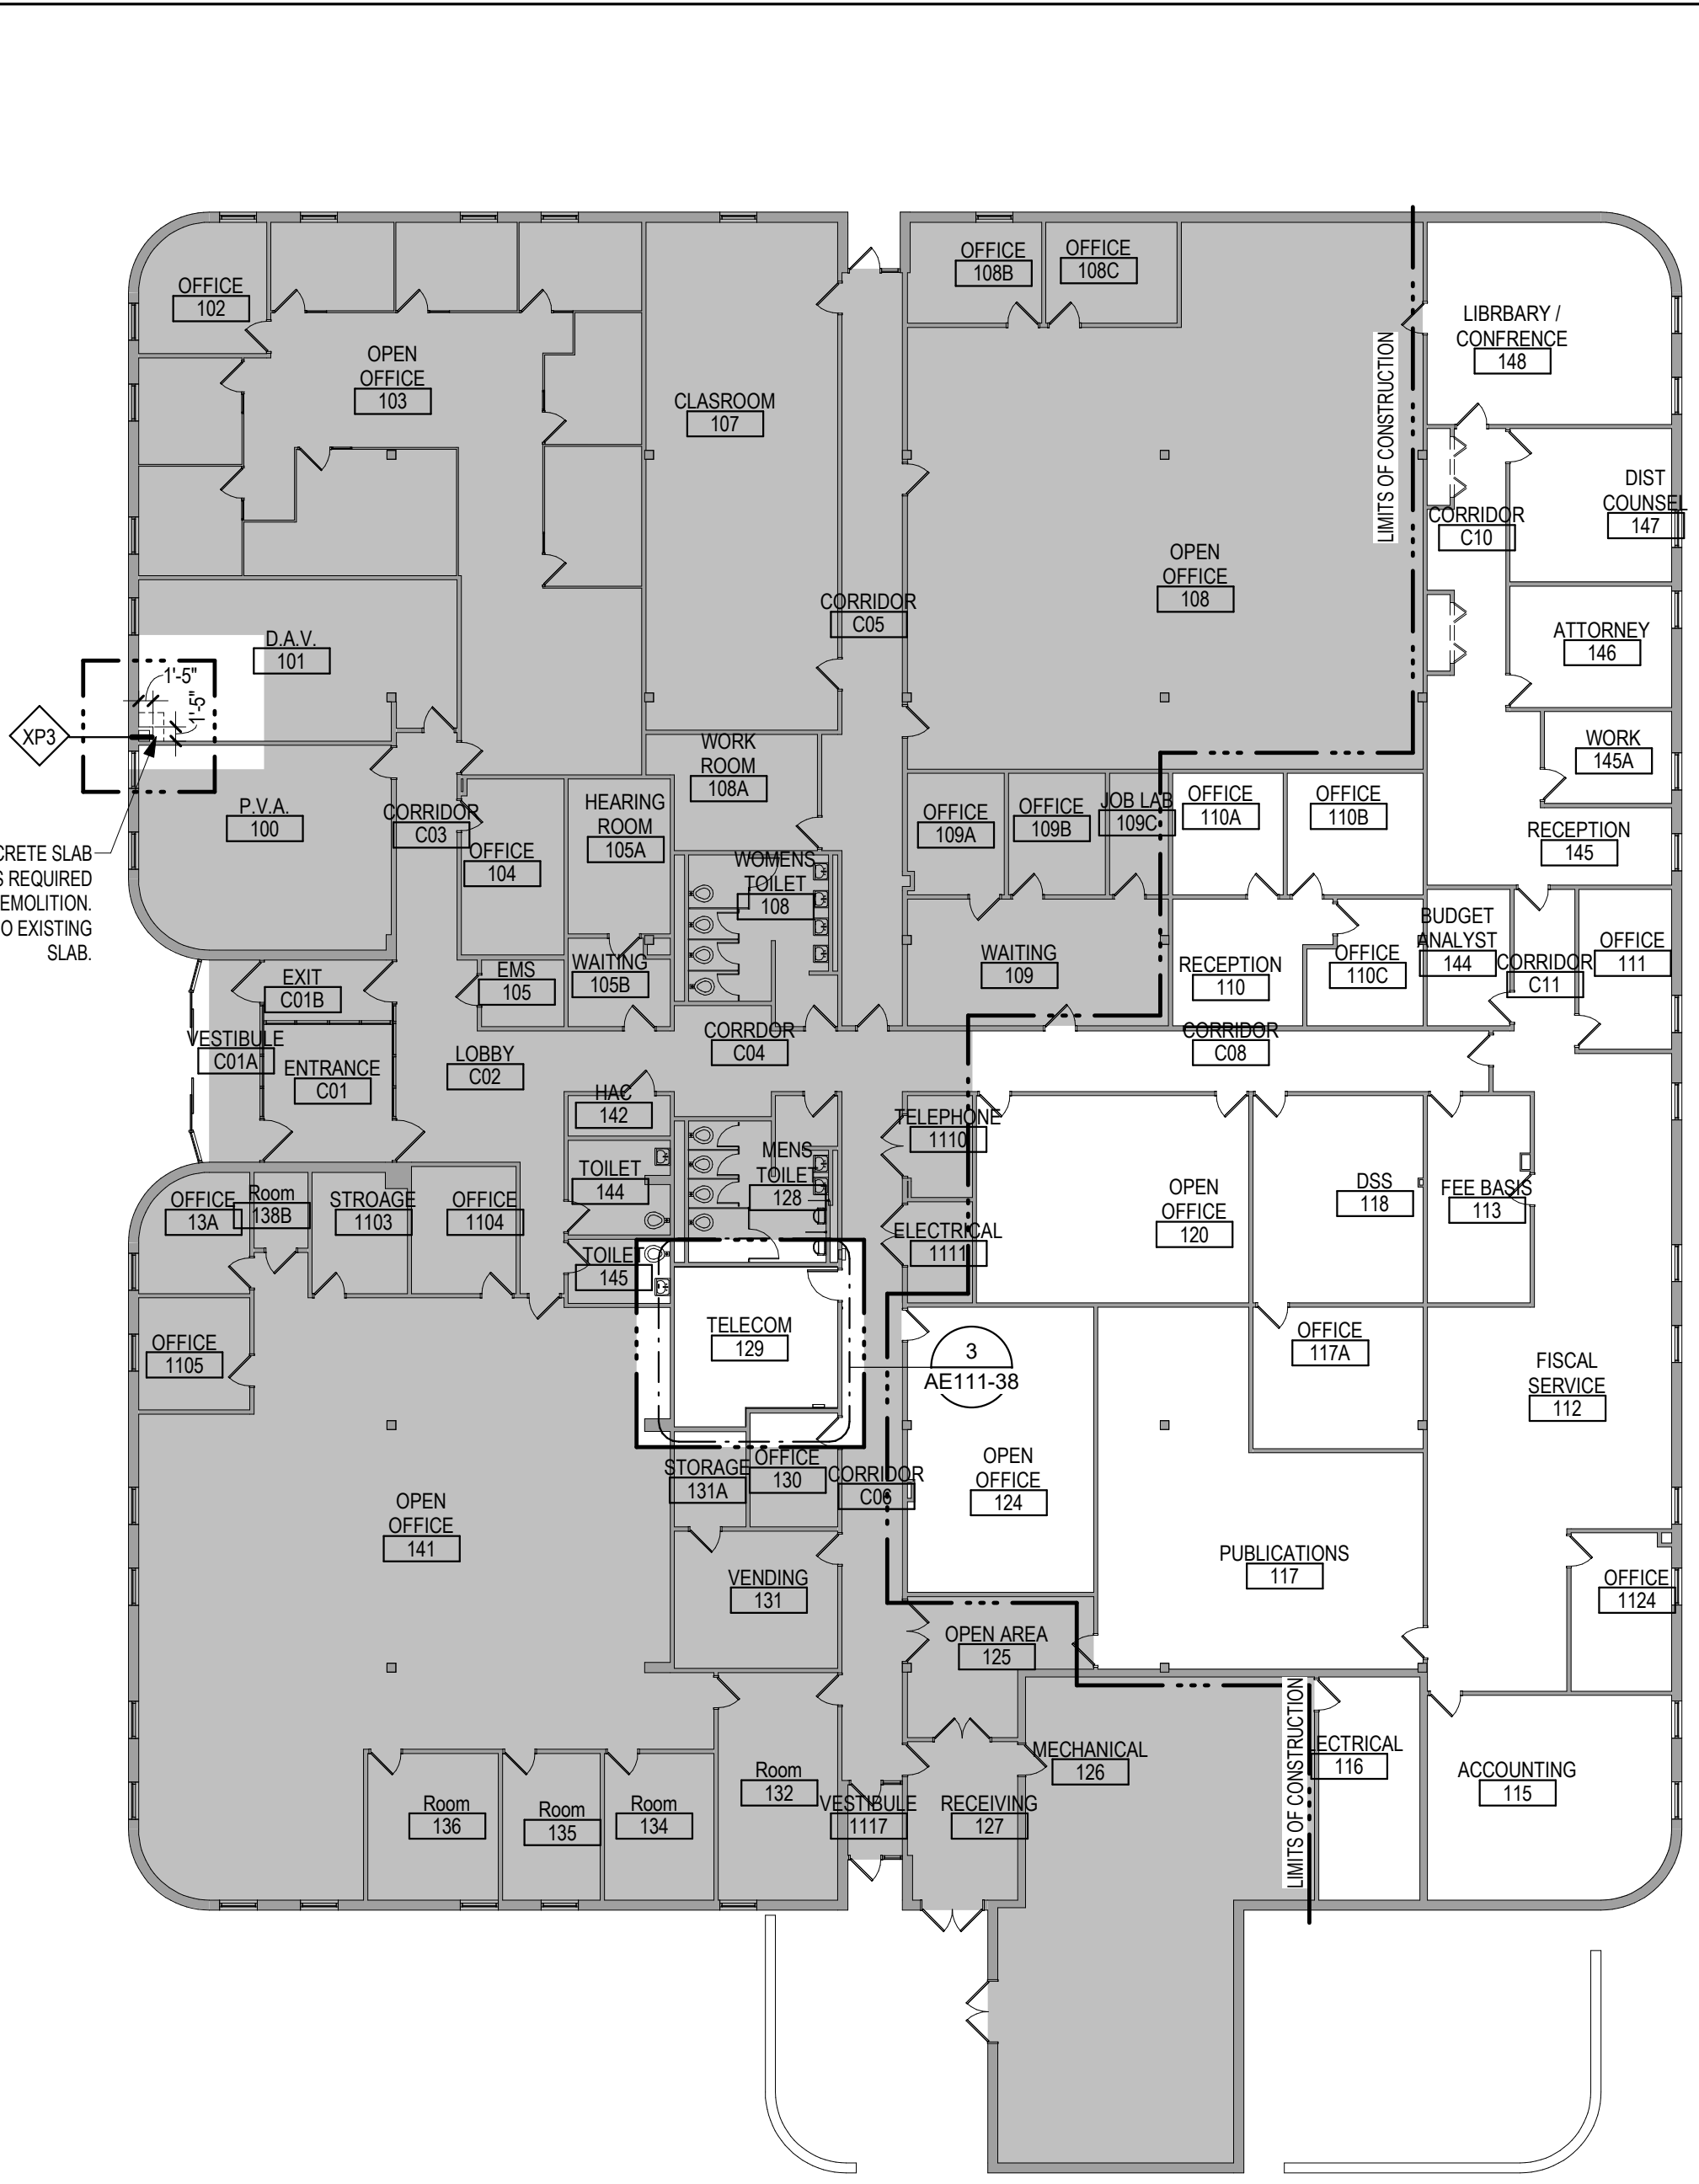 OFFICE
102
OPEN
OFFICE
103
CLASROOM
107
OFFICE
108B
OFFICE
108C
LIMITS OF CONSTRUCTION
LIBRBARY /
CONFRENCE
148
DIST
COUNSEL
147
CORRIDOR
C10
OPEN
OFFICE
108
CORRIDOR
C05
ATTORNEY
146
D.A.V.
101
1'-5"
1'-5"
XP3
WORK
ROOM
108A
WORK
145A
P.V.A.
100
CORRIDOR
C03
OFFICE
104
HEARING
ROOM
105A
OFFICE
109A
OFFICE
109B
JOB LAB
109C
OFFICE
110A
OFFICE
110B
RECEPTION
145
CRETE SLAB
S REQUIRED
EMOLITION.
O EXISTING
SLAB.
WOMENS
TOILET
108
WAITING
109
RECEPTION
110
OFFICE
110C
BUDGET
ANALYST
144
CORRIDOR
C11
OFFICE
111
EXIT
C01B
EMS
105
WAITING
105B
VESTIBULE
C01A
ENTRANCE
C01
LOBBY
C02
CORRDOR
C04
CORRIDOR
C08
HAC
142
TELEPHONE
1110
TOILET
144
MENS
TOILET
128
OPEN
OFFICE
120
DSS
118
FEE BASIS
113
OFFICE
13A
Room
138B
STROAGE
1103
OFFICE
1104
ELECTRICAL
1111
TOILET
145
TELECOM
129
3
AE111-38
OFFICE
117A
OFFICE
1105
FISCAL
SERVICE
112
STORAGE
131A
OFFICE
130
CORRIDOR
C06
OPEN
OFFICE
124
OPEN
OFFICE
141
VENDING
131
PUBLICATIONS
117
OFFICE
1124
OPEN AREA
125
LIMITS OF CONSTRUCTION
MECHANICAL
126
ECTRICAL
116
ACCOUNTING
115
Room
132
VESTIBULE
1117
RECEIVING
127
Room
136
Room
135
Room
134